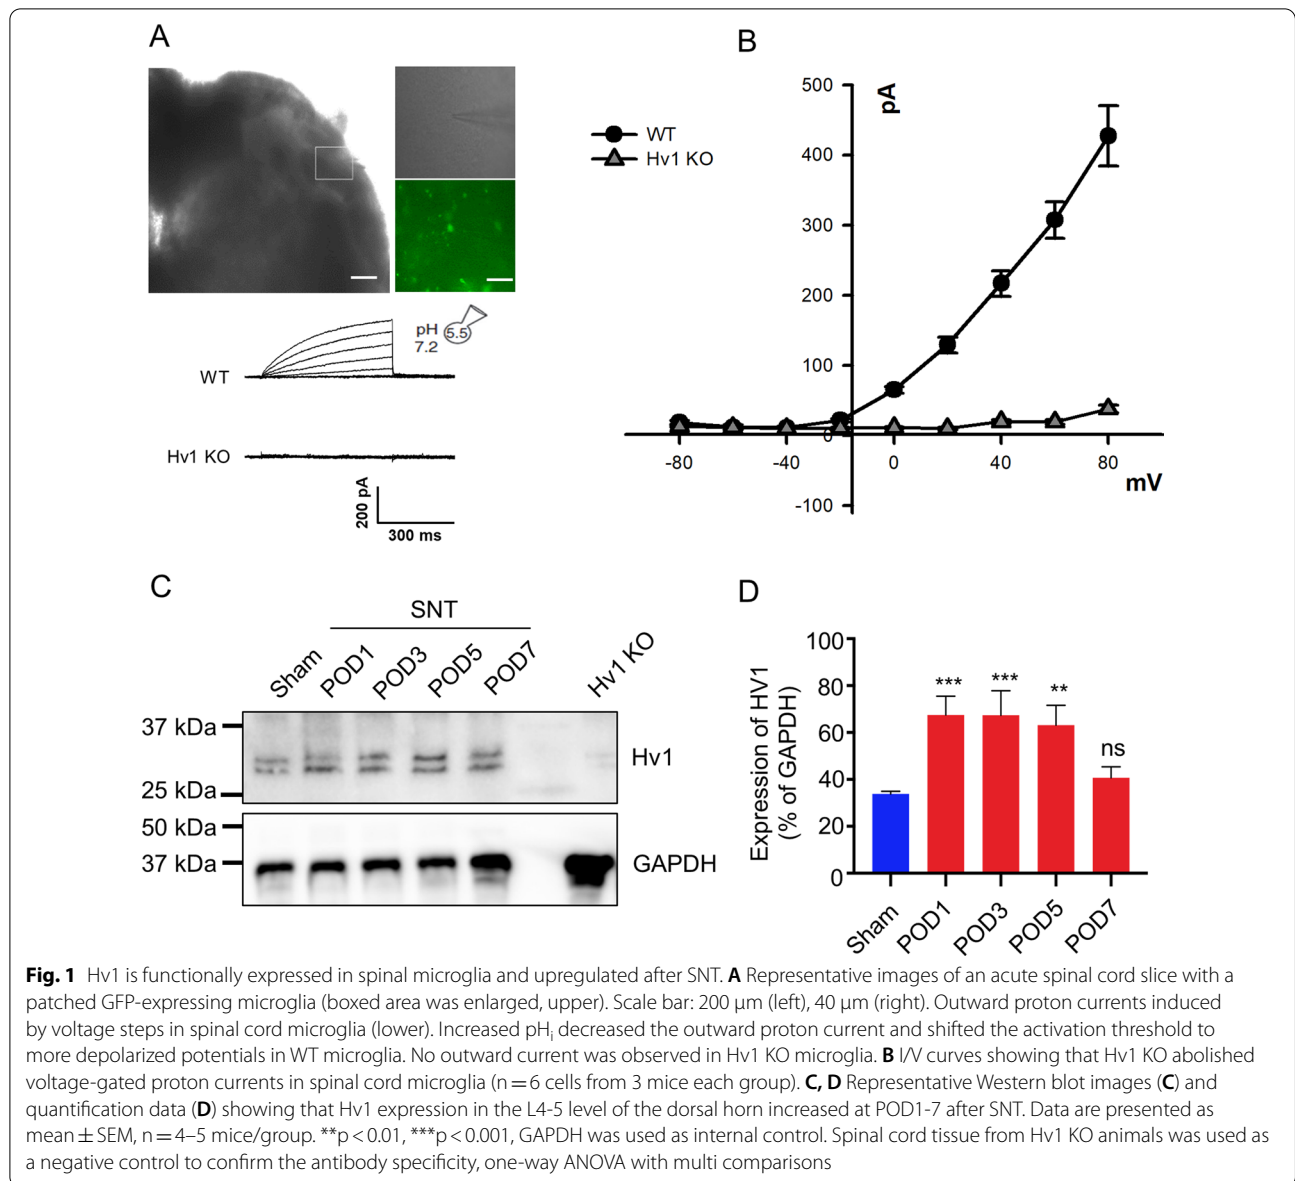 A
pH
7.2
5.5
WT
Hv1 KO
200 pA
300 ms
B
WT
Hv1 KO
pA
500
400
300
200
100
0
-100
-80
-40
0
40
80
mV
C
SNT
Sham
POD1
POD3
POD5
POD7
Hv1 KO
37 kDa
25 kDa
Hv1
50 kDa
37 kDa
GAPDH
D
Expression of HV1
(% of GAPDH)
100
80
60
40
20
0
***
***
**
ns
Sham
POD1
POD3
POD5
POD7
Fig. 1 Hv1 is functionally expressed in spinal microglia and upregulated after SNT. A Representative images of an acute spinal cord slice with a
patched GFP-expressing microglia (boxed area was enlarged, upper). Scale bar: 200 μm (left), 40 μm (right). Outward proton currents induced
by voltage steps in spinal cord microglia (lower). Increased pHi decreased the outward proton current and shifted the activation threshold to
more depolarized potentials in WT microglia. No outward current was observed in Hv1 KO microglia. B I/V curves showing that Hv1 KO abolished
voltage-gated proton currents in spinal cord microglia (n = 6 cells from 3 mice each group). C, D Representative Western blot images (C) and
quantification data (D) showing that Hv1 expression in the L4-5 level of the dorsal horn increased at POD1-7 after SNT. Data are presented as
mean ± SEM, n = 4–5 mice/group. **p < 0.01, ***p < 0.001, GAPDH was used as internal control. Spinal cord tissue from Hv1 KO animals was used as
a negative control to confirm the antibody specificity, one-way ANOVA with multi comparisons